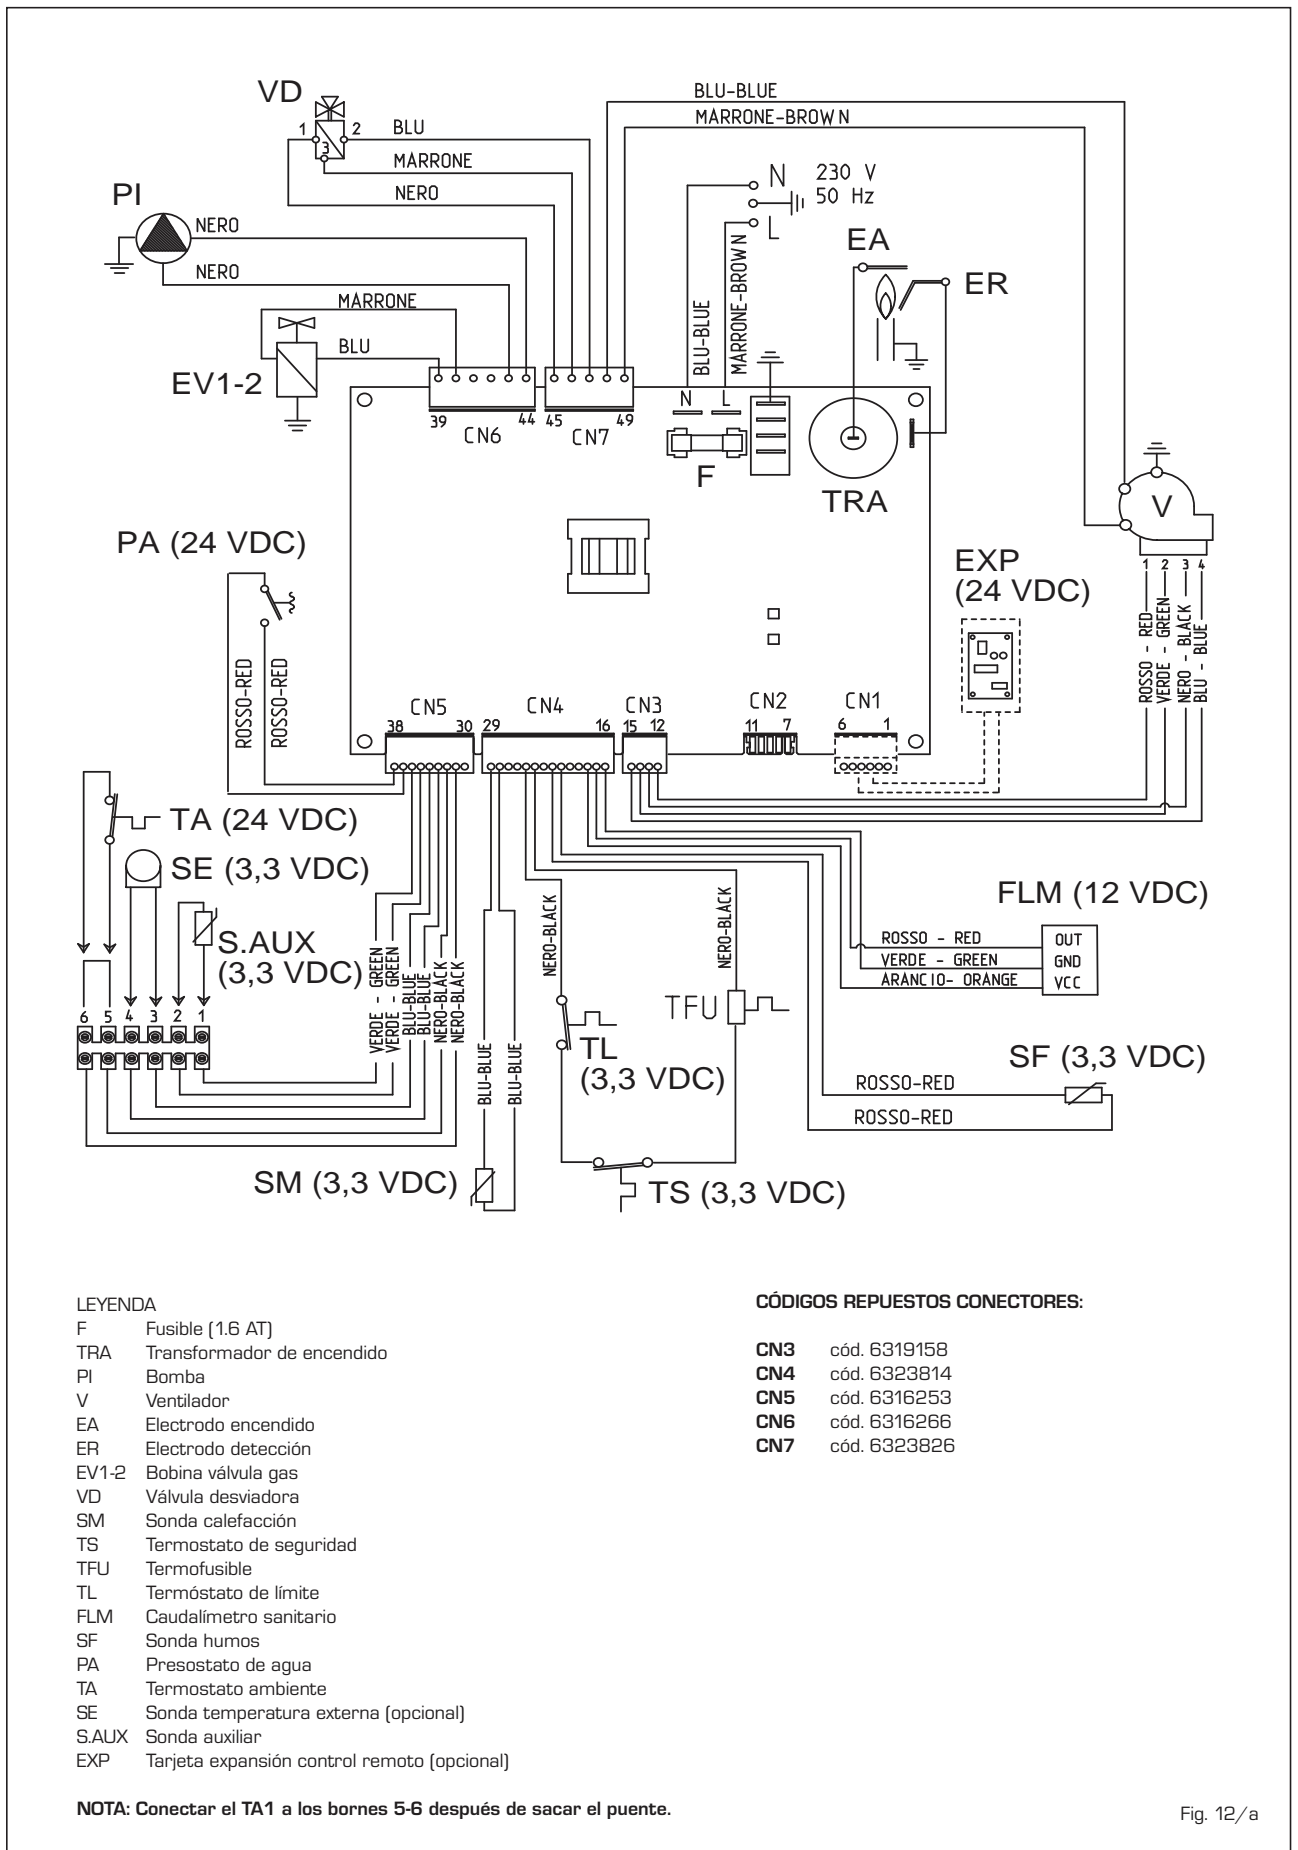 VD
1
2
3
BLU
MARRONE
NERO
BLU-BLUE
MARRONE-BROWN
N
230 V
50 Hz
L
PI
NERO
NERO
MARRONE
BLU
EV1-2
BLU-BLUE
MARRONE-BROWN
EA
ER
N L
39 44 45 49
CN6 CN7
F
TRA
V
1 2 3 4
ROSSO - RED
VERDE - GREEN
NERO - BLACK
BLU - BLUE
PA (24 VDC)
ROSSO-RED
ROSSO-RED
EXP
(24 VDC)
CN5 CN4 CN3 CN2 CN1
38 30 29 16 15 12 11 7 6 1
TA (24 VDC)
SE (3,3 VDC)
S.AUX
(3,3 VDC)
6 5 4 3 2 1
VERDE - GREEN
VERDE - GREEN
BLU-BLUE
BLU-BLUE
NERO-BLACK
NERO-BLACK
BLU-BLUE
BLU-BLUE
NERO-BLACK
NERO-BLACK
FLM (12 VDC)
ROSSO - RED
VERDE - GREEN
ARANCIO- ORANGE
OUT
GND
VCC
TFU
TL
(3,3 VDC)
SF (3,3 VDC)
ROSSO-RED
ROSSO-RED
SM (3,3 VDC)
TS (3,3 VDC)
LEYENDA
F Fusible (1.6 AT)
TRA Transformador de encendido
PI Bomba
V Ventilador
EA Electrodo encendido
ER Electrodo detección
EV1-2 Bobina válvula gas
VD Válvula desviadora
SM Sonda calefacción
TS Termostato de seguridad
TFU Termofusible
TL Termóstato de límite
FLM Caudalímetro sanitario
SF Sonda humos
PA Presostato de agua
TA Termostato ambiente
SE Sonda temperatura externa (opcional)
S.AUX Sonda auxiliar
EXP Tarjeta expansión control remoto (opcional)
CÓDIGOS REPUESTOS CONECTORES:
CN3 cód. 6319158
CN4 cód. 6323814
CN5 cód. 6316253
CN6 cód. 6316266
CN7 cód. 6323826
NOTA: Conectar el TA1 a los bornes 5-6 después de sacar el puente.
Fig. 12/a